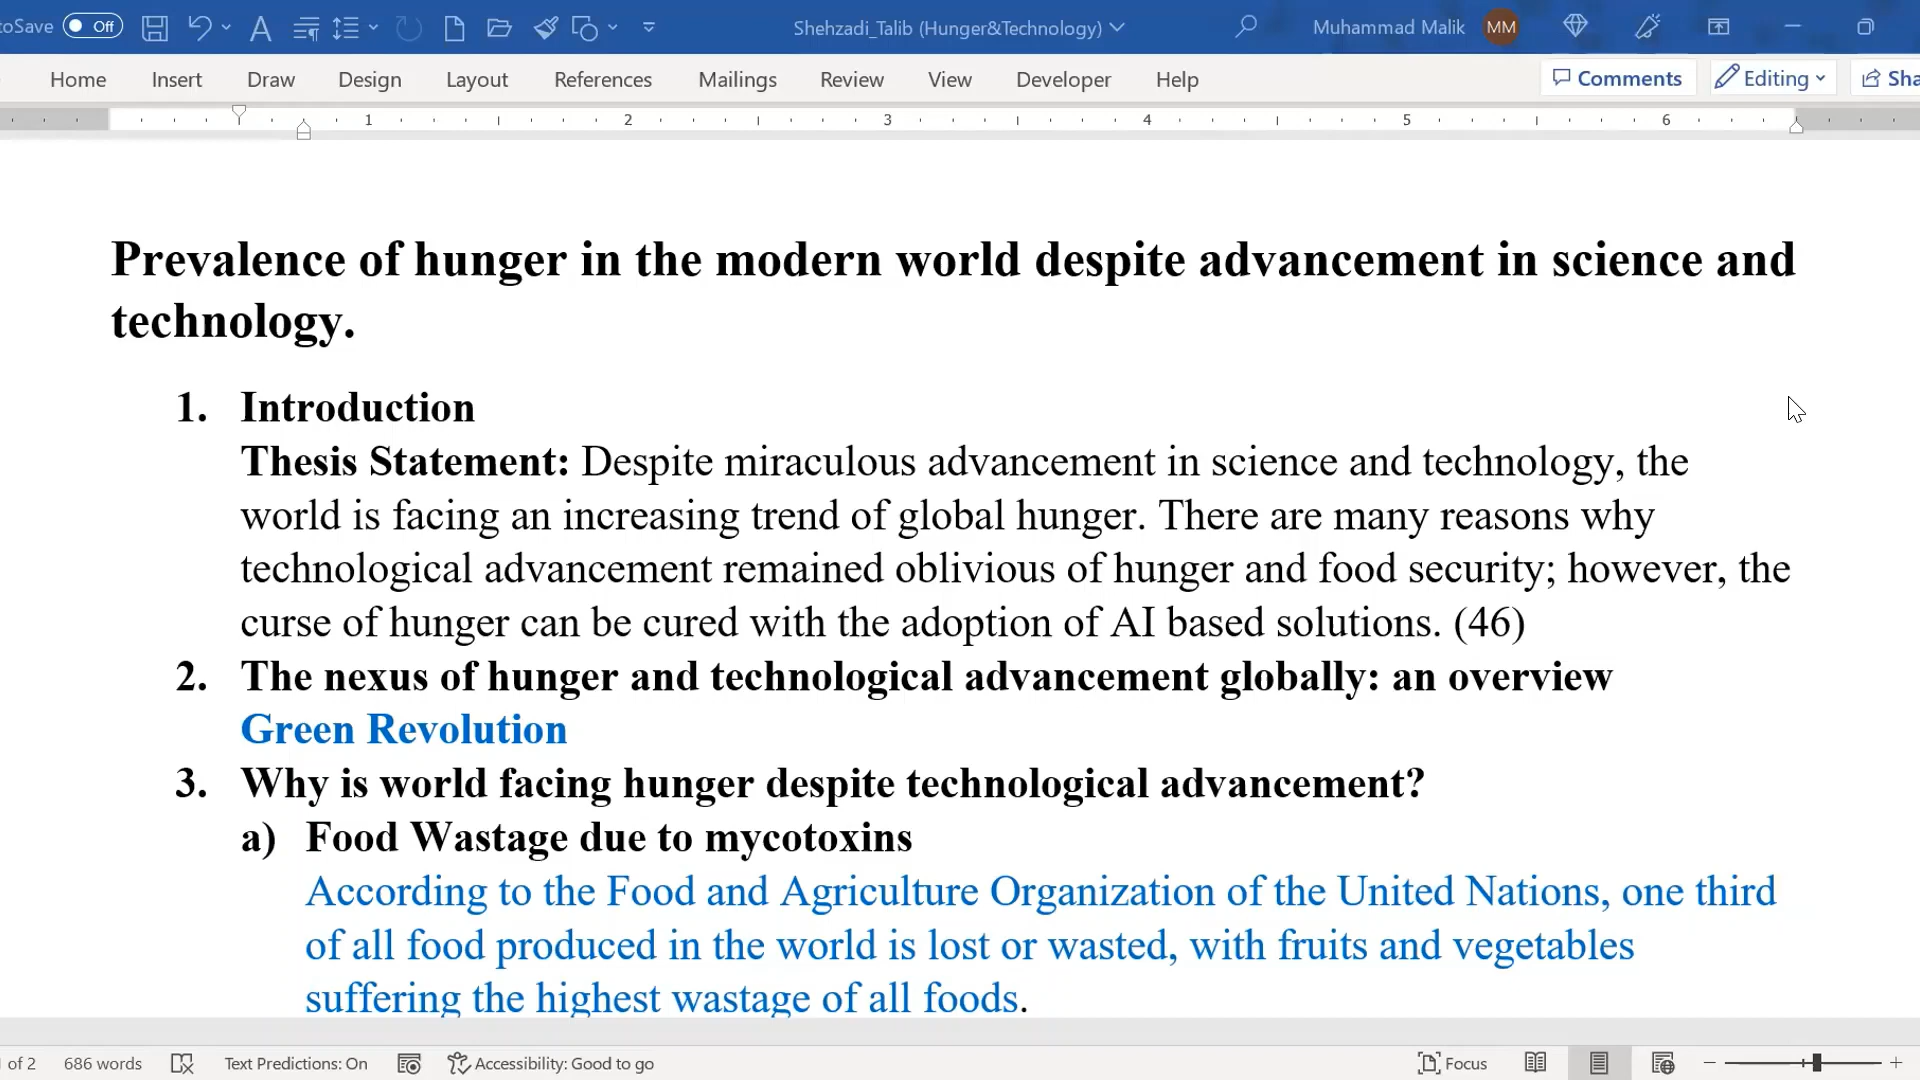 oSave Off Shehzadi_Talib (Hunger&Technology) Muhammad Malik MM
Home Insert Draw Design Layout References Mailings Review View Developer Help Comments Editing Sha
1 2 3 4 5 6
Prevalence of hunger in the modern world despite advancement in science and
technology.
1. Introduction
Thesis Statement: Despite miraculous advancement in science and technology, the
world is facing an increasing trend of global hunger. There are many reasons why
technological advancement remained oblivious of hunger and food security; however, the
curse of hunger can be cured with the adoption of AI based solutions. (46)
2. The nexus of hunger and technological advancement globally: an overview
Green Revolution
3. Why is world facing hunger despite technological advancement?
a) Food Wastage due to mycotoxins
According to the Food and Agriculture Organization of the United Nations, one third
of all food produced in the world is lost or wasted, with fruits and vegetables
suffering the highest wastage of all foods.
of 2 686 words Text Predictions: On Accessibility: Good to go Focus